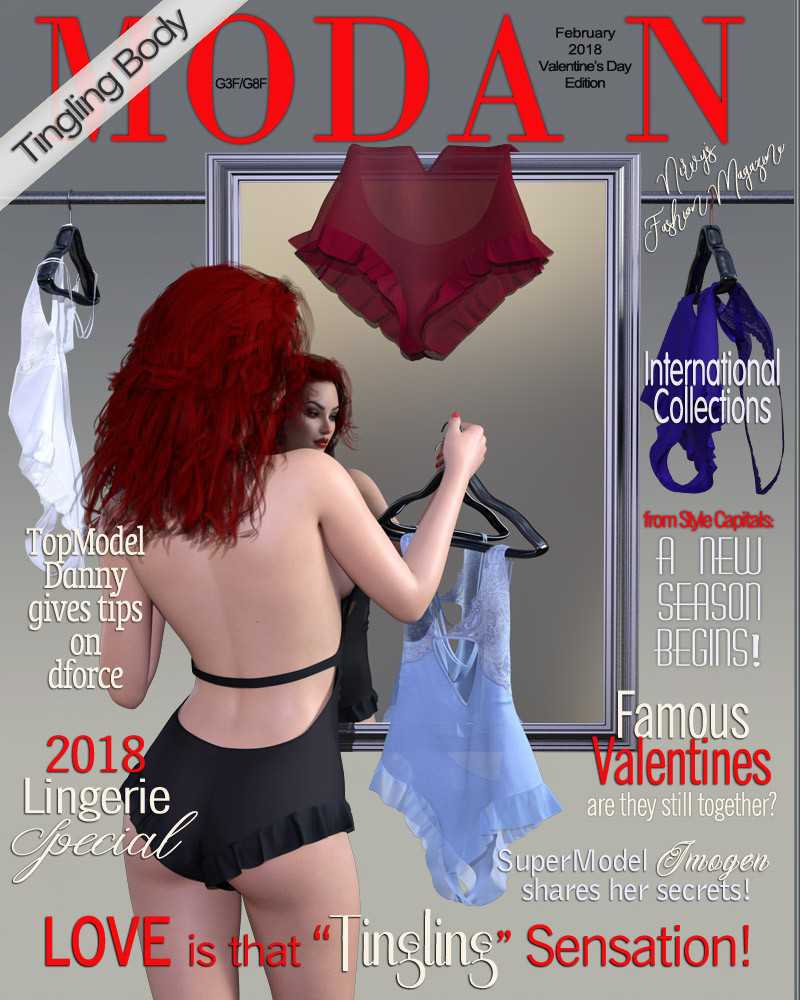 Tingling Body
MODA N
G3F/G8F
February
2018
Valentine's Day
Edition
Nirvy's
Fashion Magazine
International
Collections
from Style Capitals:
A NEW
SEASON
BEGINS!
TopModel
Danny
gives tips
on
dforce
2018
Lingerie
Special
Famous
Valentines
are they still together?
SuperModel Imogen
shares her secrets!
LOVE is that "Tingling" Sensation!